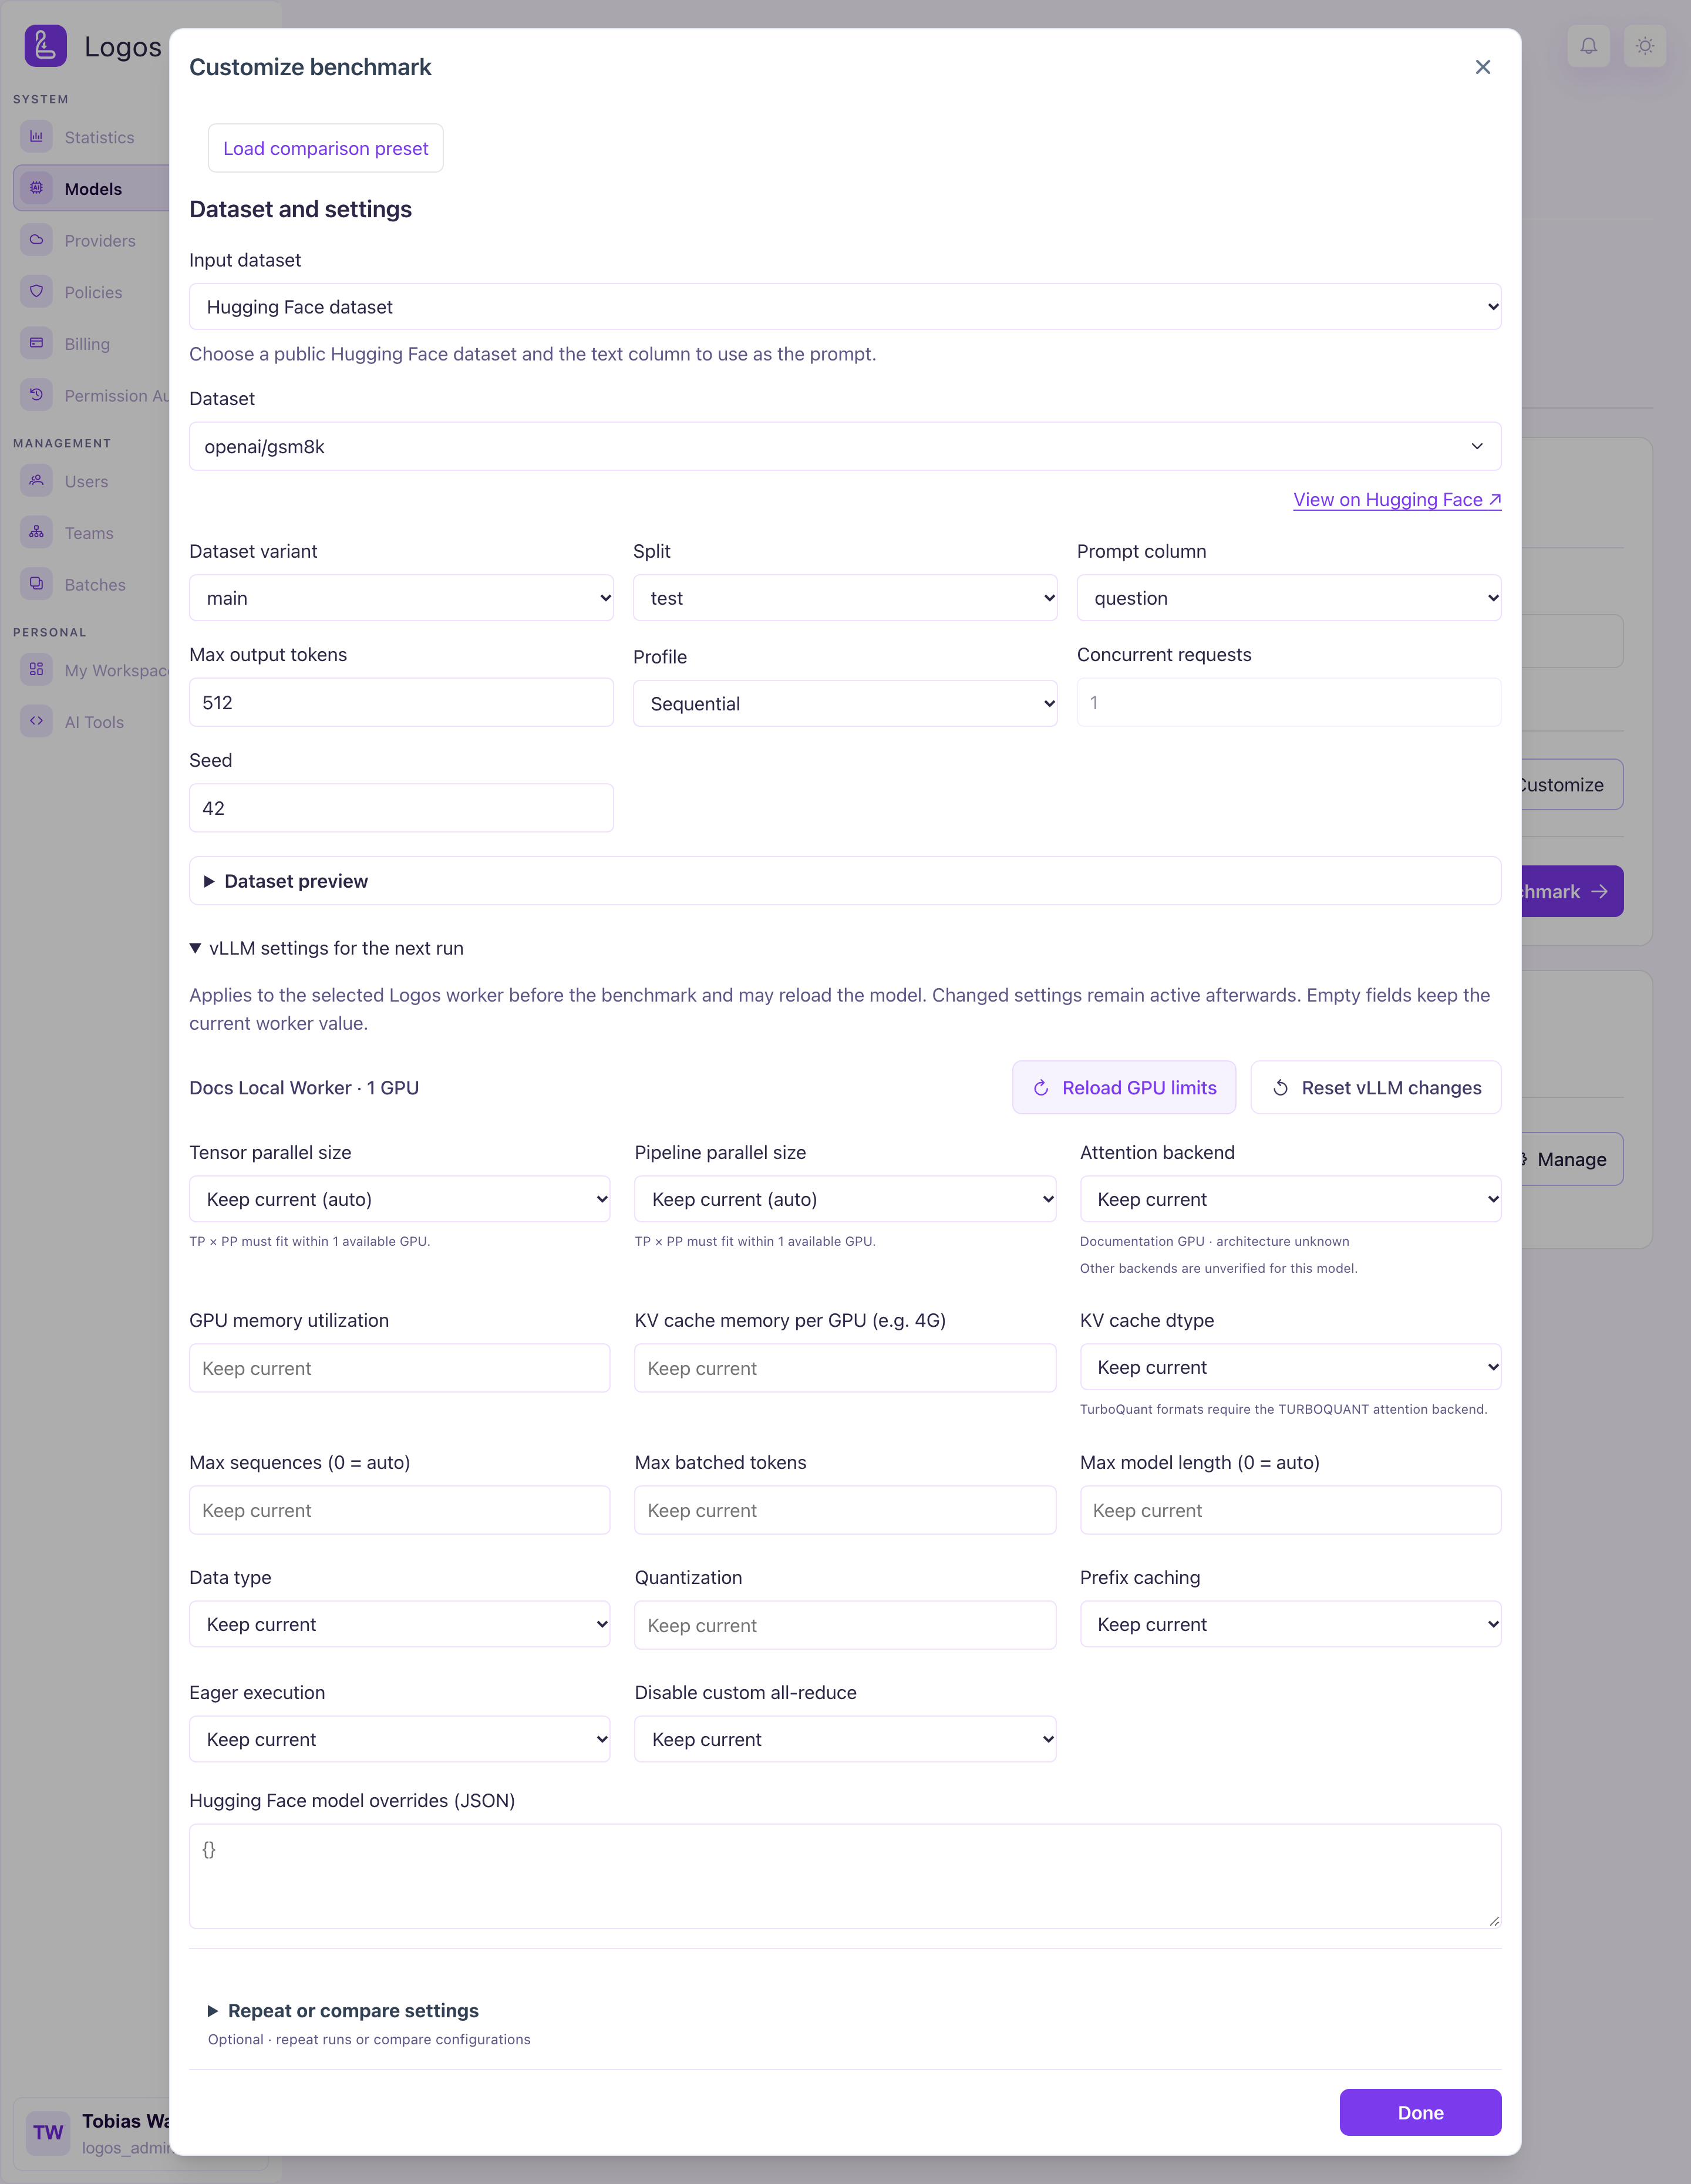 Logos
SYSTEM
Statistics
Models
Providers
Policies
Billing
Permission Au
MANAGEMENT
Users
Teams
Batches
PERSONAL
My Workspac
AI Tools
TW
Tobias Wa
logos_admi
Customize benchmark
Load comparison preset
Dataset and settings
Input dataset
Hugging Face dataset
Choose a public Hugging Face dataset and the text column to use as the prompt.
Dataset
openai/gsm8k
View on Hugging Face ↗
Dataset variant
Split
Prompt column
main
test
question
Max output tokens
Profile
Concurrent requests
512
Sequential
1
Seed
42
Dataset preview
vLLM settings for the next run
Applies to the selected Logos worker before the benchmark and may reload the model. Changed settings remain active afterwards. Empty fields keep the
current worker value.
Docs Local Worker · 1 GPU
Reload GPU limits
Reset vLLM changes
Tensor parallel size
Pipeline parallel size
Attention backend
Keep current (auto)
Keep current (auto)
Keep current
TP × PP must fit within 1 available GPU.
TP × PP must fit within 1 available GPU.
Documentation GPU · architecture unknown
Other backends are unverified for this model.
GPU memory utilization
KV cache memory per GPU (e.g. 4G)
KV cache dtype
Keep current
Keep current
Keep current
TurboQuant formats require the TURBOQUANT attention backend.
Max sequences (0 = auto)
Max batched tokens
Max model length (0 = auto)
Keep current
Keep current
Keep current
Data type
Quantization
Prefix caching
Keep current
Keep current
Keep current
Eager execution
Disable custom all-reduce
Keep current
Keep current
Hugging Face model overrides (JSON)
{}
Repeat or compare settings
Optional · repeat runs or compare configurations
Done
Customize
hmark →
Manage